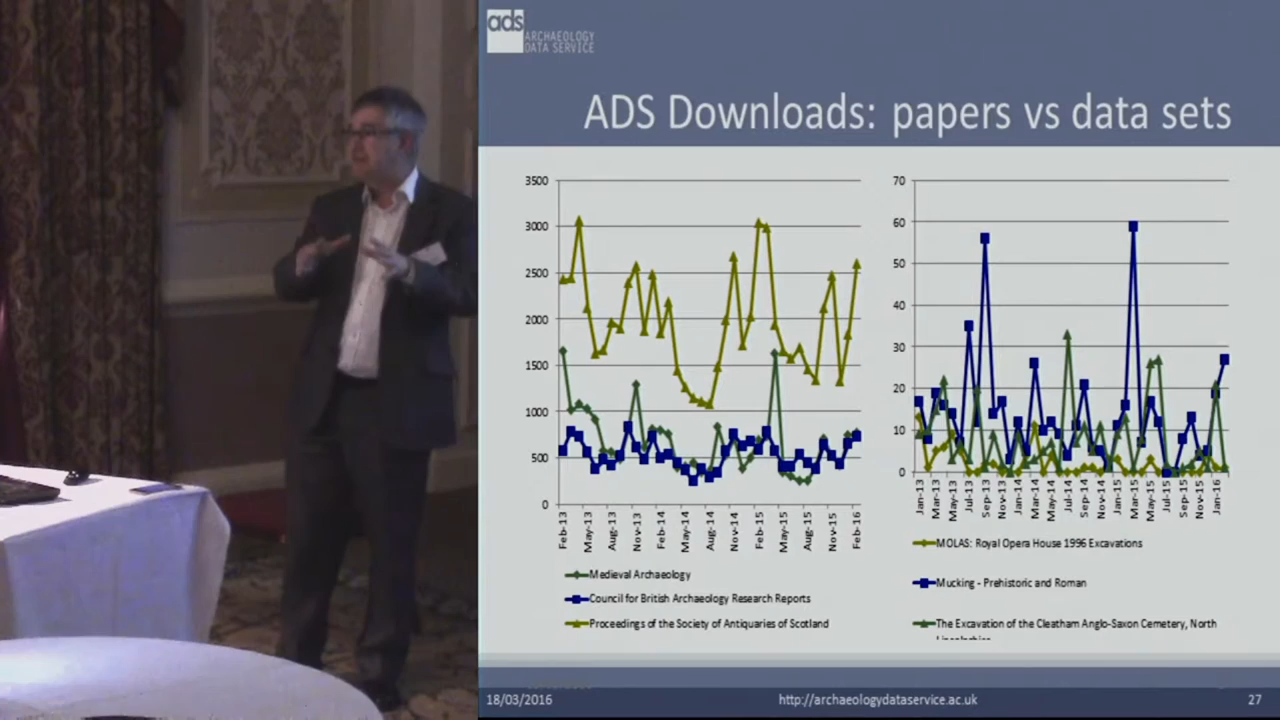 ads
ARCHAEOLOGY
DATA SERVICE
ADS Downloads: papers vs data sets
3500
3000
2500
2000
1500
1000
500
0
Feb-13
May-13
Aug-13
Nov-13
Feb-14
May-14
Aug-14
Nov-14
Feb-15
May-15
Aug-15
Nov-15
Feb-16
Medieval Archaeology
Council for British Archaeology Research Reports
Proceedings of the Society of Antiquaries of Scotland
70
60
50
40
30
20
10
0
Jan-13
Mar-13
May-13
Jul-13
Sep-13
Nov-13
Jan-14
Mar-14
May-14
Jul-14
Sep-14
Nov-14
Jan-15
Mar-15
May-15
Jul-15
Sep-15
Nov-15
Jan-16
MOLAS: Royal Opera House 1996 Excavations
Mucking - Prehistoric and Roman
The Excavation of the Cleatham Anglo-Saxon Cemetery, North
18/03/2016
http://archaeologydataservice.ac.uk
27